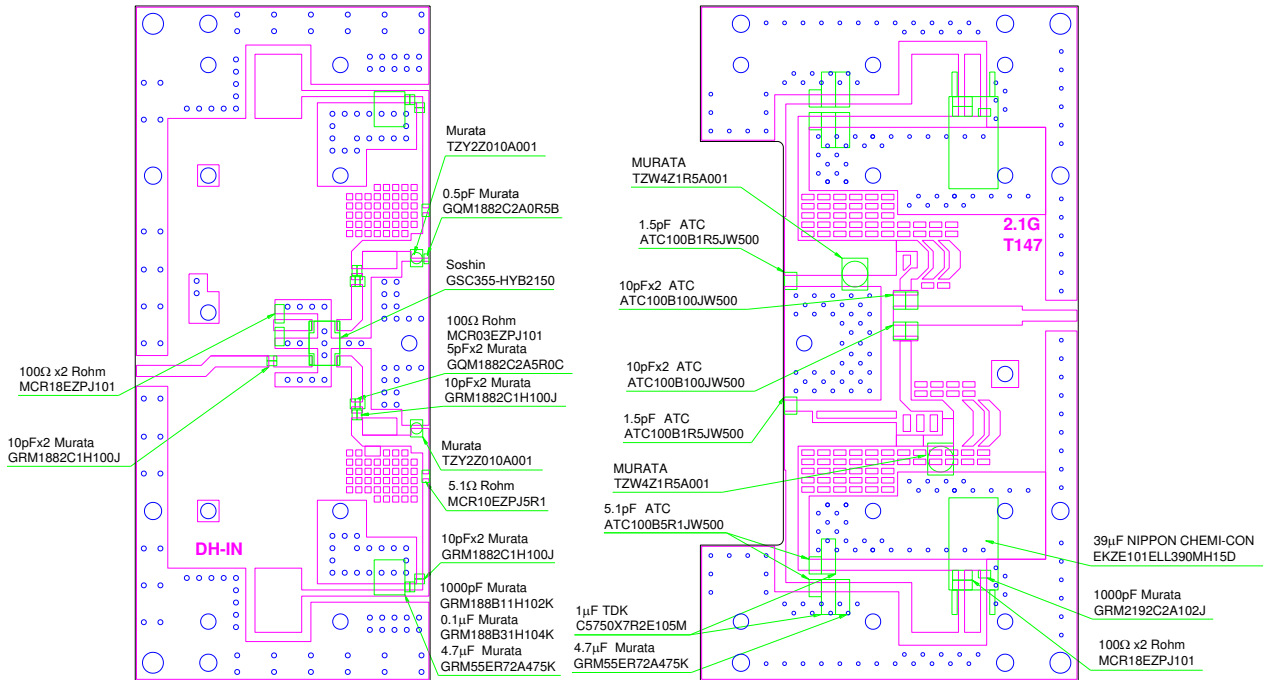 Murata
TZY2Z010A001
0.5pF Murata
GQM1882C2A0R5B
Soshin
GSC355-HYB2150
100Ω Rohm
MCR03EZPJ101
5pFx2 Murata
GQM1882C2A5R0C
10pFx2 Murata
GRM1882C1H100J
100Ω x2 Rohm
MCR18EZPJ101
10pFx2 Murata
GRM1882C1H100J
Murata
TZY2Z010A001
5.1Ω Rohm
MCR10EZPJ5R1
DH-IN
10pFx2 Murata
GRM1882C1H100J
1000pF Murata
GRM188B11H102K
0.1μF Murata
GRM188B31H104K
4.7μF Murata
GRM55ER72A475K
MURATA
TZW4Z1R5A001
2.1G
T147
1.5pF ATC
ATC100B1R5JW500
10pFx2 ATC
ATC100B100JW500
10pFx2 ATC
ATC100B100JW500
1.5pF ATC
ATC100B1R5JW500
MURATA
TZW4Z1R5A001
5.1pF ATC
ATC100B5R1JW500
39μF NIPPON CHEMI-CON
EKZE101ELL390MH15D
1μF TDK
C5750X7R2E105M
4.7μF Murata
GRM55ER72A475K
1000pF Murata
GRM2192C2A102J
100Ω x2 Rohm
MCR18EZPJ101